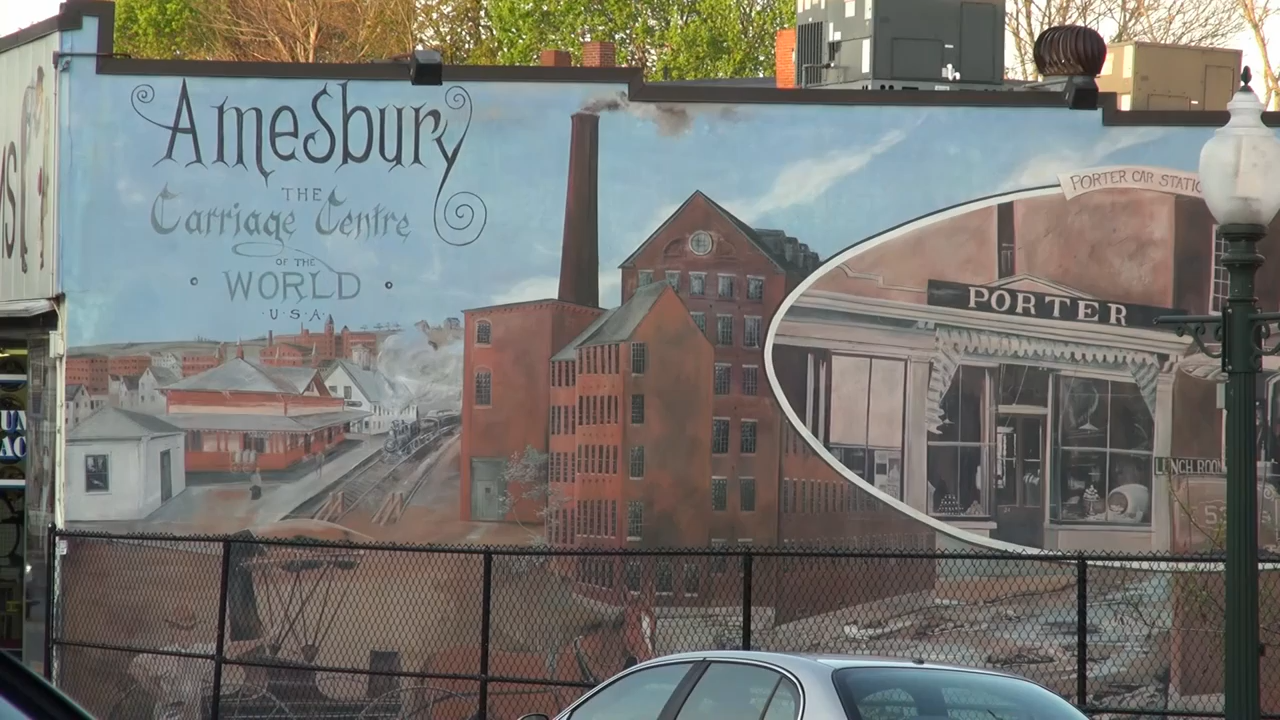 Amesbury
THE
Carriage Centre
OF THE
WORLD
U.S.A.
PORTER CAR STATIO
PORTER
LUNCH ROOM